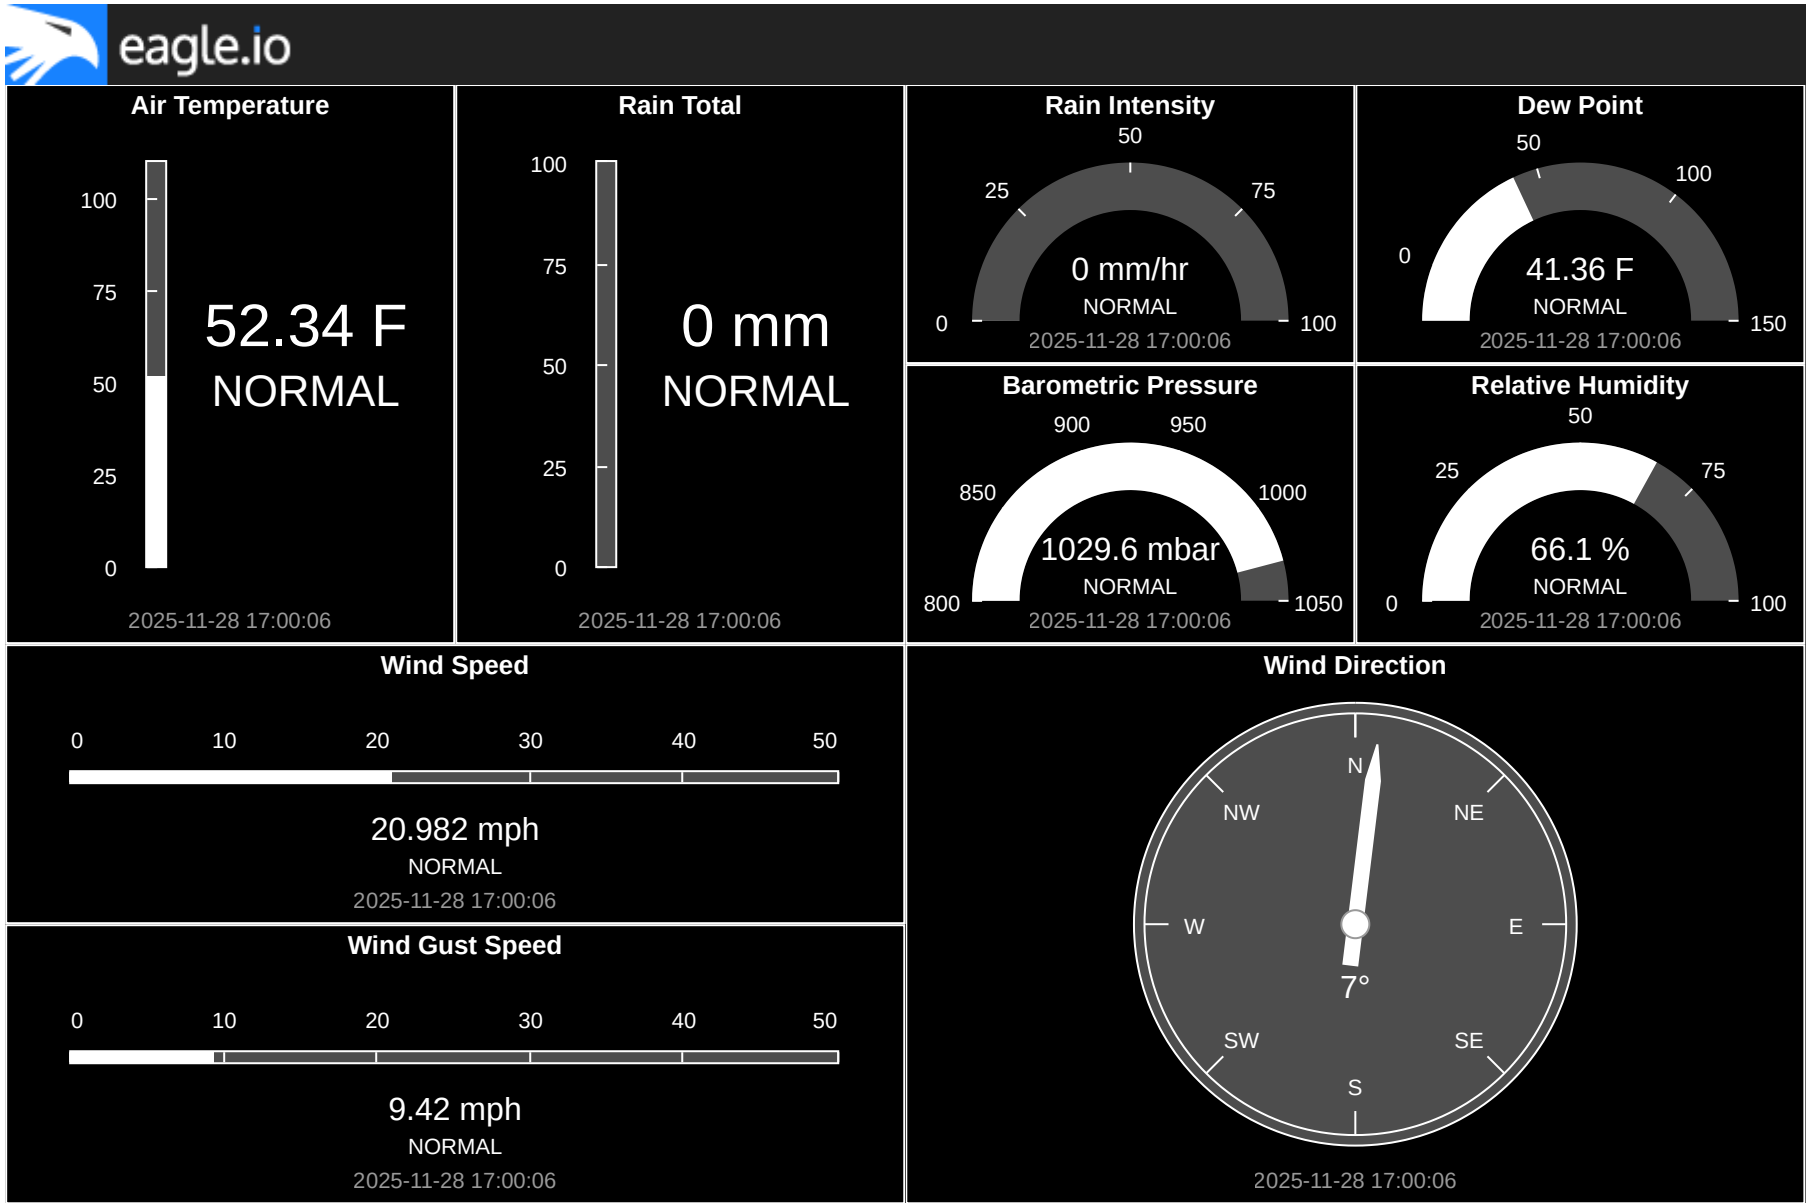 eagle.io
Air Temperature
100
75
50
25
0
52.34 F
NORMAL
2025-11-28 17:00:06
Rain Total
100
75
50
25
0
0 mm
NORMAL
2025-11-28 17:00:06
Rain Intensity
0
25
50
75
100
0 mm/hr
NORMAL
2025-11-28 17:00:06
Dew Point
0
50
100
150
41.36 F
NORMAL
2025-11-28 17:00:06
Barometric Pressure
800
850
900
950
1000
1050
1029.6 mbar
NORMAL
2025-11-28 17:00:06
Relative Humidity
0
25
50
75
100
66.1 %
NORMAL
2025-11-28 17:00:06
Wind Speed
0 10 20 30 40 50
20.982 mph
NORMAL
2025-11-28 17:00:06
Wind Gust Speed
0 10 20 30 40 50
9.42 mph
NORMAL
2025-11-28 17:00:06
Wind Direction
N
NW NE
W E
7°
SW SE
S
2025-11-28 17:00:06